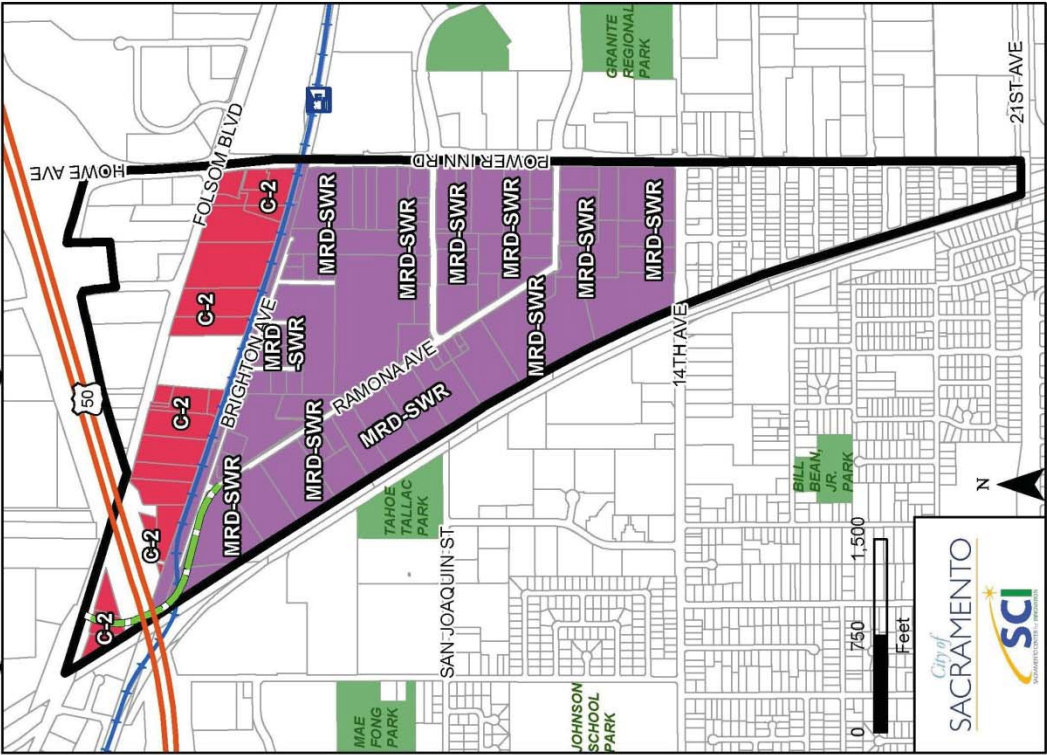 HOWE AVE
50
FOLSOM BLVD
C-2
C-2
C-2
C-2
C-2
BRIGHTON AVE
MRD
-SWR
MRD-SWR
MRD-SWR
MRD-SWR
MRD-SWR
MRD-SWR
MRD-SWR
MRD-SWR
MRD-SWR
MRD-SWR
MRD-SWR
RAMONA AVE
POWER INN RD
GRANITE
REGIONAL
PARK
TAHOE
TALLAC
PARK
SAN JOAQUIN ST
14TH AVE
MAE
FONG
PARK
JOHNSON
SCHOOL
PARK
BILL
BEAN,
JR.
PARK
21ST AVE
N
0 750 1,500
Feet
City of
SACRAMENTO
SCI